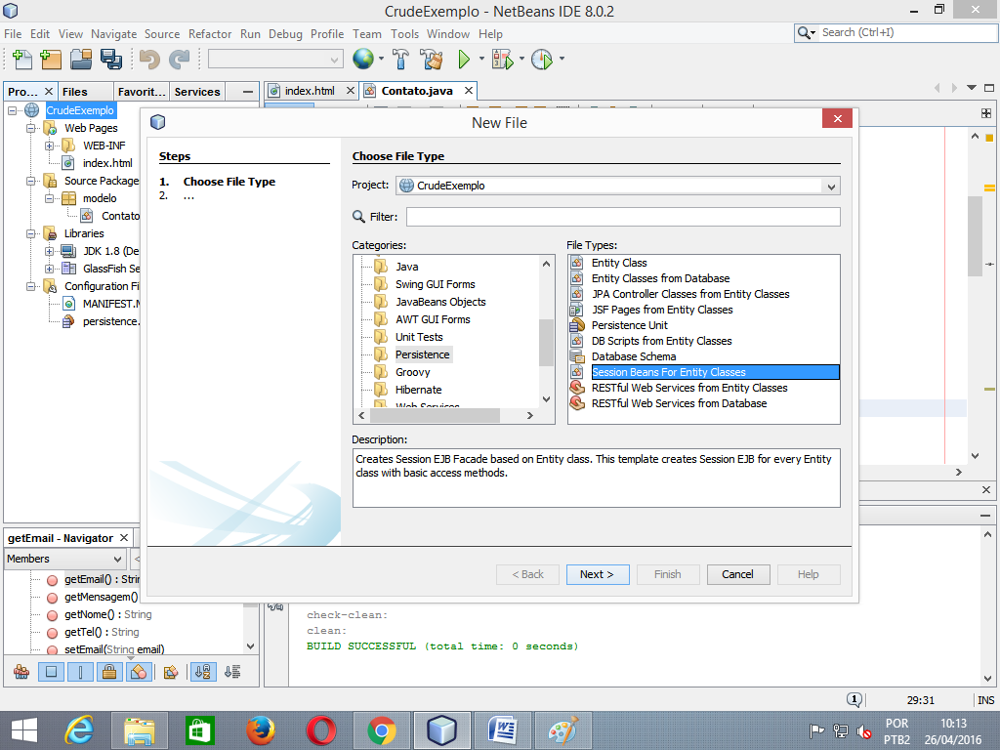 CrudeExemplo - NetBeans IDE 8.0.2
File Edit View Navigate Source Refactor Run Debug Profile Team Tools Window Help
Search (Ctrl+I)
Pro... Files Favorit... Services
index.html Contato.java
CrudeExemplo
Web Pages
WEB-INF
index.html
Source Package
modelo
Contato
Libraries
JDK 1.8 (De
GlassFish Se
Configuration Fi
MANIFEST.M
persistence.
New File
Steps
1. Choose File Type
2. ...
Choose File Type
Project: CrudeExemplo
Filter:
Categories:
Java
Swing GUI Forms
JavaBeans Objects
AWT GUI Forms
Unit Tests
Persistence
Groovy
Hibernate
Web Services
File Types:
Entity Class
Entity Classes from Database
JPA Controller Classes from Entity Classes
JSF Pages from Entity Classes
Persistence Unit
DB Scripts from Entity Classes
Database Schema
Session Beans For Entity Classes
RESTful Web Services from Entity Classes
RESTful Web Services from Database
Description:
Creates Session EJB Facade based on Entity class. This template creates Session EJB for every Entity
class with basic access methods.
< Back Next > Finish Cancel Help
getEmail - Navigator
Members
getEmail() : Strin
getMensagem()
getNome() : String
getTel() : String
setEmail(String email)
check-clean:
clean:
BUILD SUCCESSFUL (total time: 0 seconds)
1 29:31 INS
POR
PTB2
10:13
26/04/2016